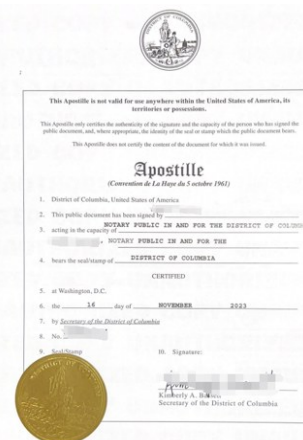 This Apostille is not valid for use anywhere within the United States of America, its
territories or possessions.
This Apostille only certifies the authenticity of the signature and the capacity of the person who has signed the
public document, and, where appropriate, the identity of the seal or stamp which the public document bears.
This Apostille does not certify the content of the document for which it was issued.
Apostille
(Convention de La Haye du 5 octobre 1961)
1. District of Columbia, United States of America
2. This public document has been signed by
3. acting in the capacity of NOTARY PUBLIC IN AND FOR THE DISTRICT OF
, NOTARY PUBLIC IN AND FOR THE
4. bears the seal/stamp of DISTRICT OF COLUMBIA
CERTIFIED
5. at Washington, D.C.
6. the 16 day of NOVEMBER 2023
7. by Secretary of the District of Columbia
8. No.
9. Seal/Stamp
10. Signature:
Kimberly A.
Secretary of the District of Columbia